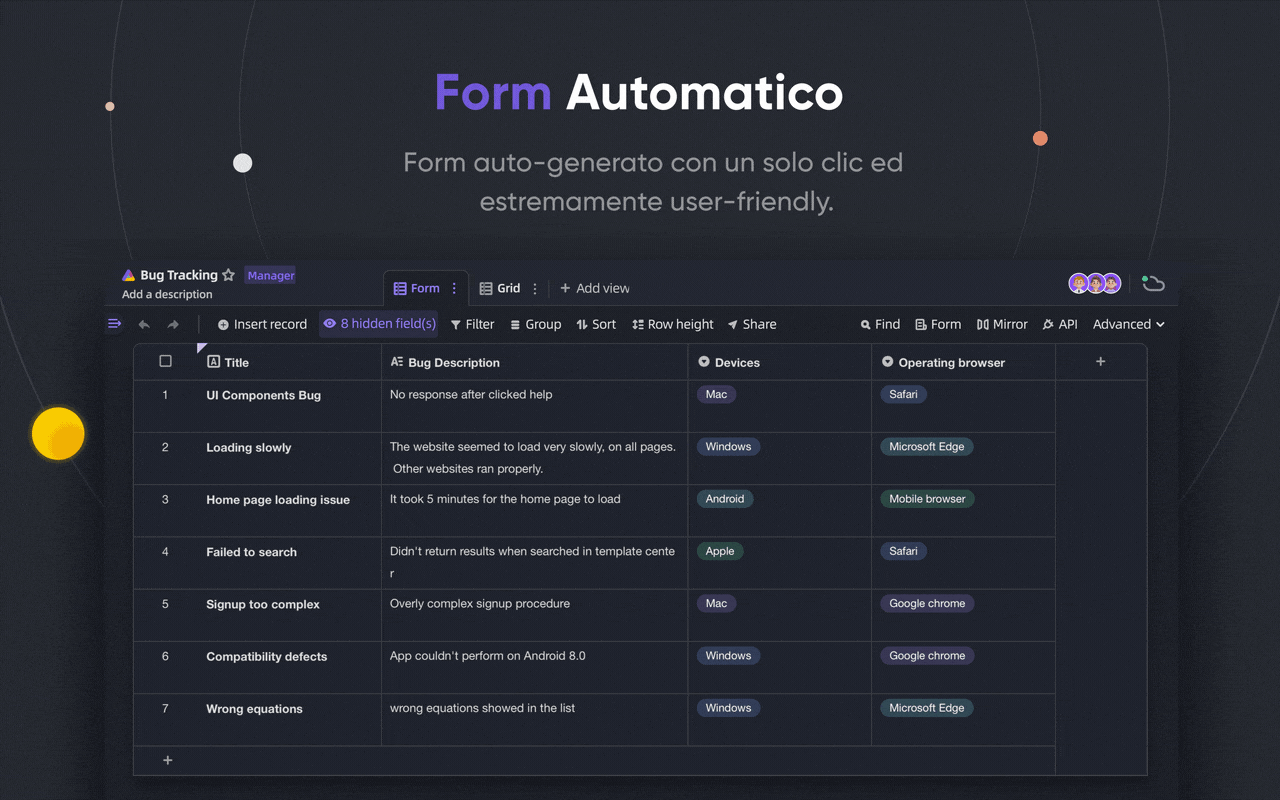 Form Automatico
Form auto-generato con un solo clic ed
estremamente user-friendly.
Bug Tracking Manager
Add a description
Form Grid Add view
Insert record 8 hidden field(s) Filter Group Sort Row height Share Find Form Mirror API Advanced
Title Bug Description Devices Operating browser
1 UI Components Bug No response after clicked help Mac Safari
2 Loading slowly The website seemed to load very slowly, on all pages. Windows Microsoft Edge
Other websites ran properly.
3 Home page loading issue It took 5 minutes for the home page to load Android Mobile browser
4 Failed to search Didn't return results when searched in template cente Apple Safari
r
5 Signup too complex Overly complex signup procedure Mac Google chrome
6 Compatibility defects App couldn't perform on Android 8.0 Windows Google chrome
7 Wrong equations wrong equations showed in the list Windows Microsoft Edge